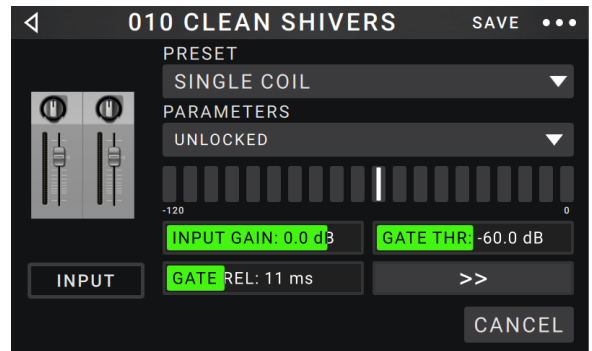 010 CLEAN SHIVERS SAVE
PRESET
SINGLE COIL
PARAMETERS
UNLOCKED
-120 0
INPUT GAIN: 0.0 dB GATE THR: -60.0 dB
INPUT GATE REL: 11 ms >>
CANCEL